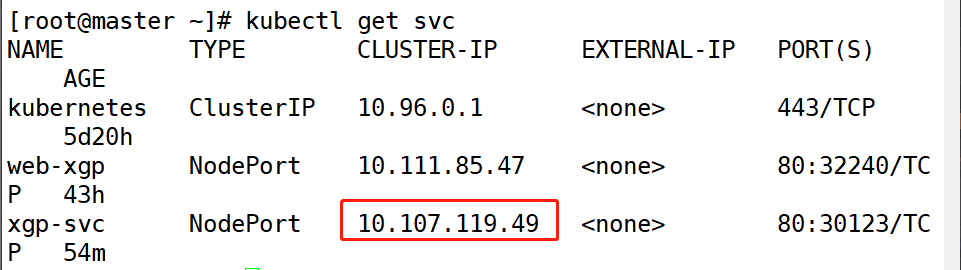 [root@master ~]# kubectl get svc
NAME         TYPE        CLUSTER-IP      EXTERNAL-IP   PORT(S)
    AGE
kubernetes   ClusterIP   10.96.0.1       <none>        443/TCP
    5d20h
web-xgp      NodePort    10.111.85.47    <none>        80:32240/TC
P   43h
xgp-svc      NodePort    10.107.119.49   <none>        80:30123/TC
P   54m